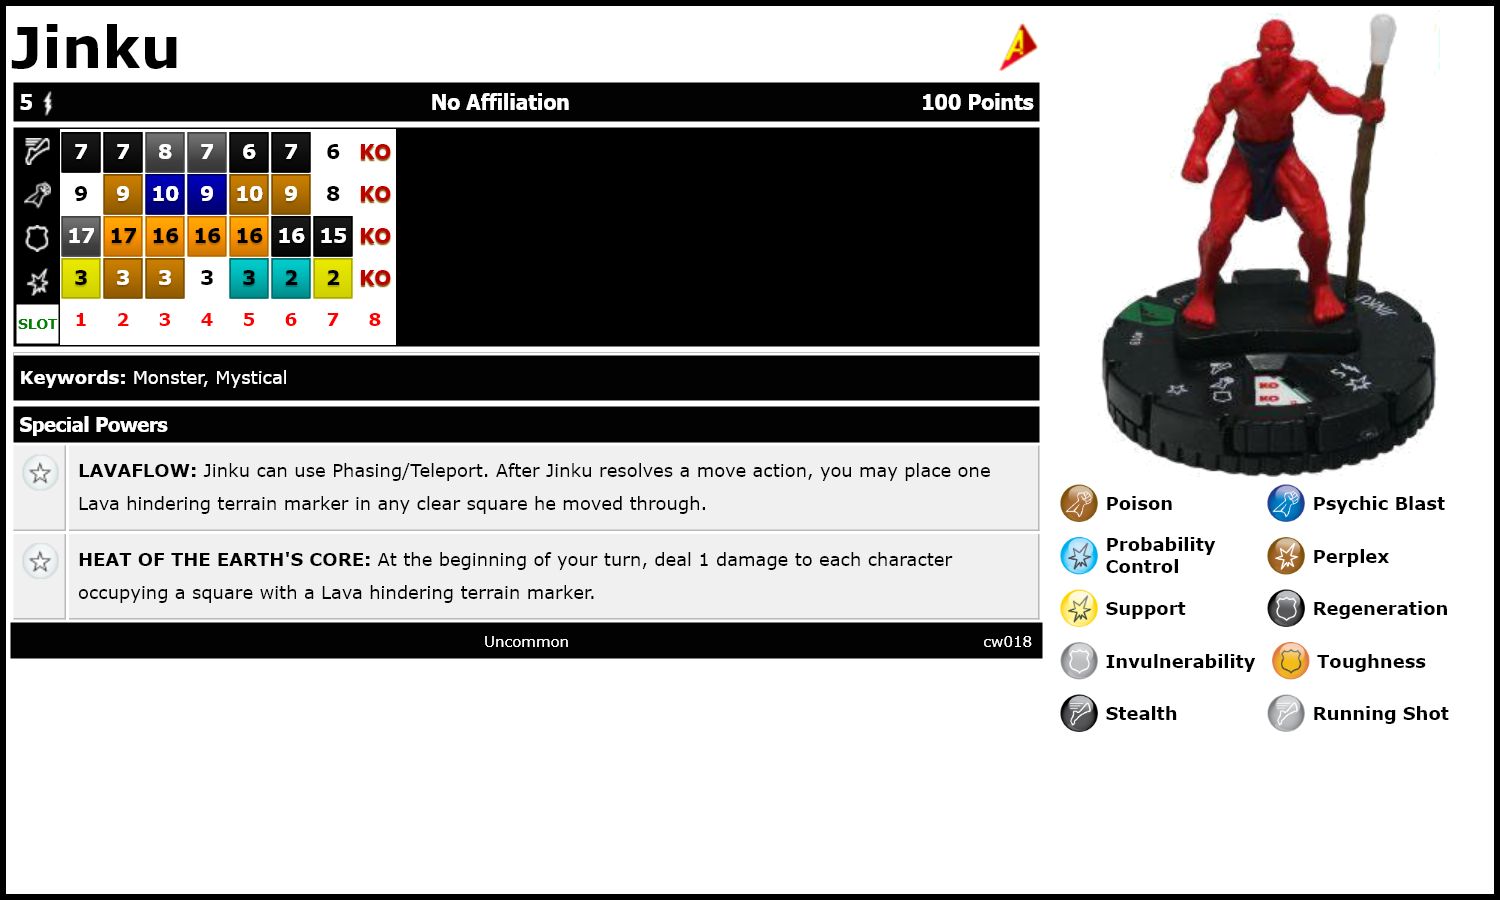 Jinku
A
5 No Affiliation 100 Points
7 7 8 7 6 7 6 KO
9 9 10 9 10 9 8 KO
17 17 16 16 16 16 15 KO
3 3 3 3 3 2 2 KO
SLOT 1 2 3 4 5 6 7 8
Keywords: Monster, Mystical
Special Powers
LAVAFLOW: Jinku can use Phasing/Teleport. After Jinku resolves a move action, you may place one
Lava hindering terrain marker in any clear square he moved through.
HEAT OF THE EARTH'S CORE: At the beginning of your turn, deal 1 damage to each character
occupying a square with a Lava hindering terrain marker.
Uncommon cw018
JINKU
#018
5
KO
KO
Poison Psychic Blast
Probability
Control
Perplex
Support Regeneration
Invulnerability Toughness
Stealth Running Shot